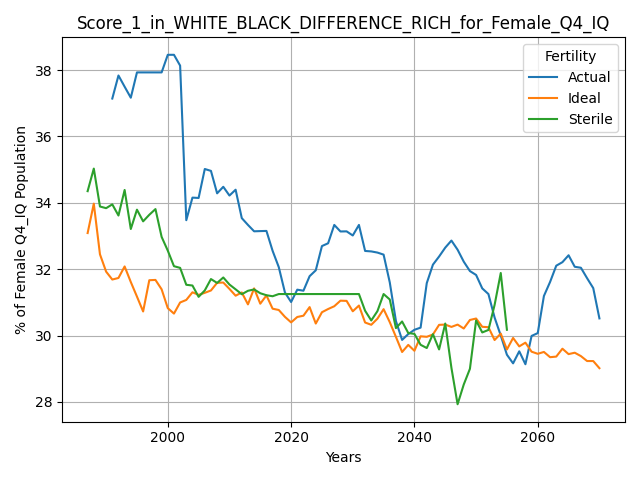 Score_1_in_WHITE_BLACK_DIFFERENCE_RICH_for_Female_Q4_IQ
Fertility
Actual
Ideal
Sterile
% of Female Q4_IQ Population
38
36
34
32
30
28
2000
2020
2040
2060
Years